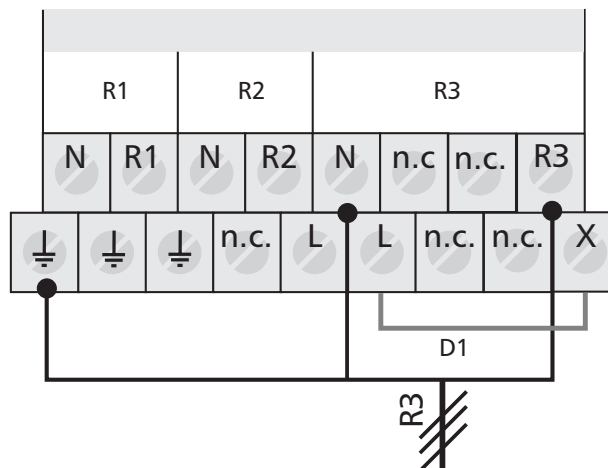 R1 R2 R3
N R1 N R2 N n.c n.c. R3
n.c. L L n.c. n.c. X
D1
R3